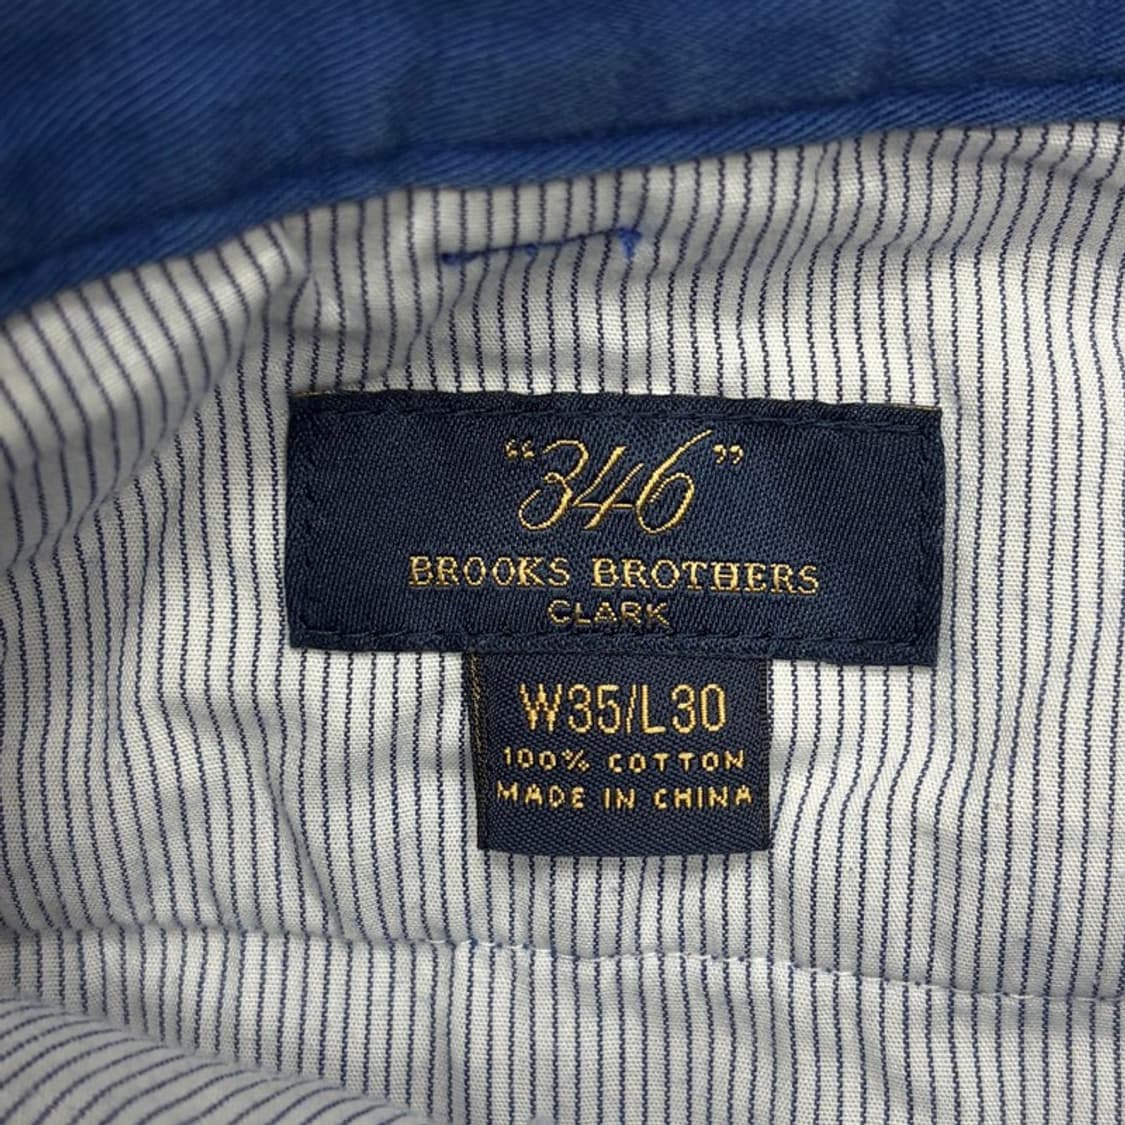 “346”
BROOKS BROTHERS
CLARK
W35/L30
100% COTTON
MADE IN CHINA